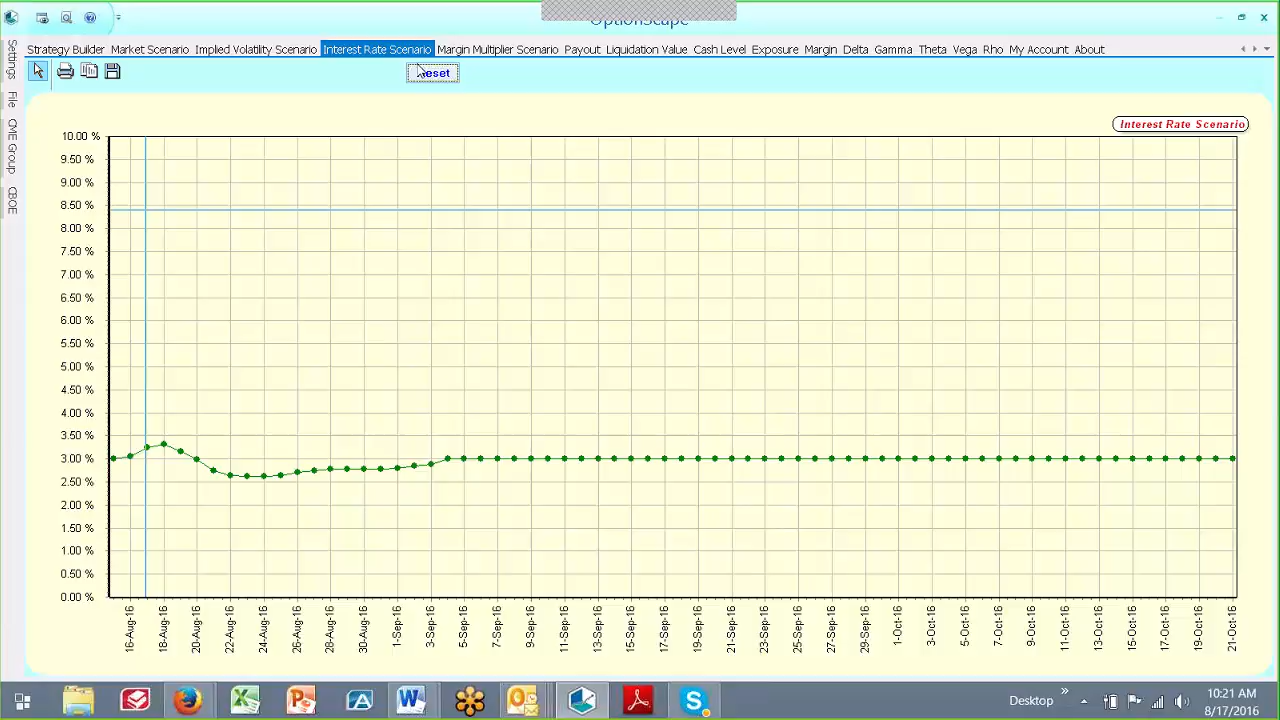 OptionScape
Strategy Builder Market Scenario Implied Volatility Scenario Interest Rate Scenario Margin Multiplier Scenario Payout Liquidation Value Cash Level Exposure Margin Delta Gamma Theta Vega Rho My Account About
Reset
Settings
File
CME Group
CBOE
Interest Rate Scenario
10.00 %
9.50 %
9.00 %
8.50 %
8.00 %
7.50 %
7.00 %
6.50 %
6.00 %
5.50 %
5.00 %
4.50 %
4.00 %
3.50 %
3.00 %
2.50 %
2.00 %
1.50 %
1.00 %
0.50 %
0.00 %
16-Aug-16
18-Aug-16
20-Aug-16
22-Aug-16
24-Aug-16
26-Aug-16
28-Aug-16
30-Aug-16
1-Sep-16
3-Sep-16
5-Sep-16
7-Sep-16
9-Sep-16
11-Sep-16
13-Sep-16
15-Sep-16
17-Sep-16
19-Sep-16
21-Sep-16
23-Sep-16
25-Sep-16
27-Sep-16
29-Sep-16
1-Oct-16
3-Oct-16
5-Oct-16
7-Oct-16
9-Oct-16
11-Oct-16
13-Oct-16
15-Oct-16
17-Oct-16
19-Oct-16
21-Oct-16
Desktop
10:21 AM
8/17/2016